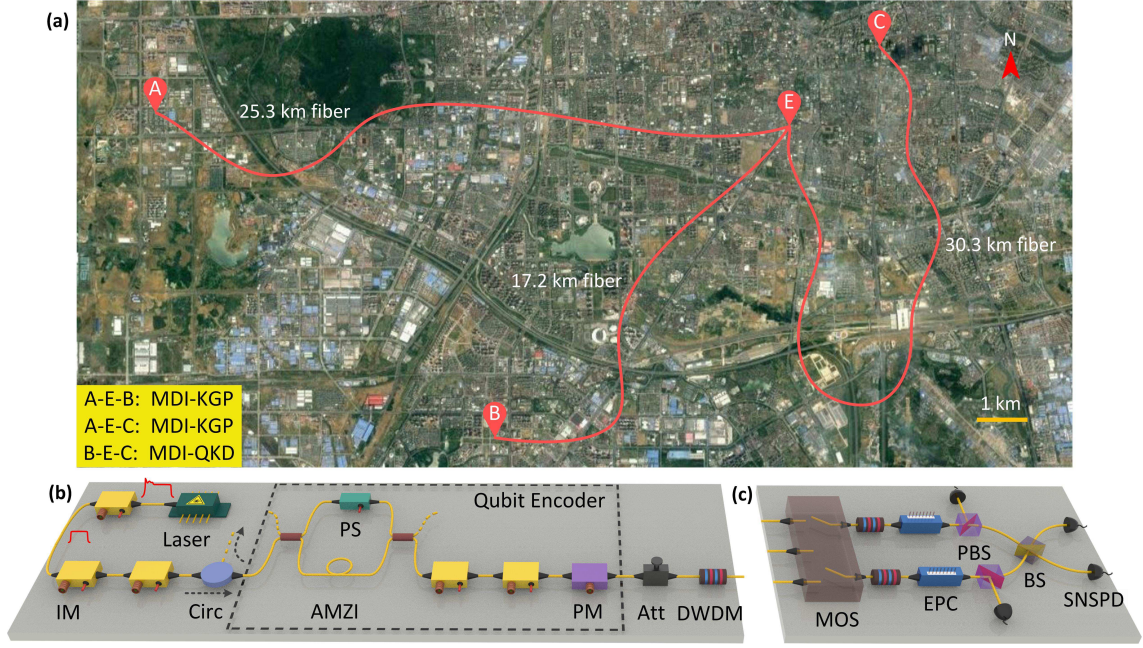 (a)
A
25.3 km fiber
E
C
N
30.3 km fiber
17.2 km fiber
B
1 km
A-E-B: MDI-KGP
A-E-C: MDI-KGP
B-E-C: MDI-QKD
(b)
Laser
PS
Qubit Encoder
IM
Circ
AMZI
PM
Att
DWDM
(c)
MOS
EPC
PBS
BS
SNSPD